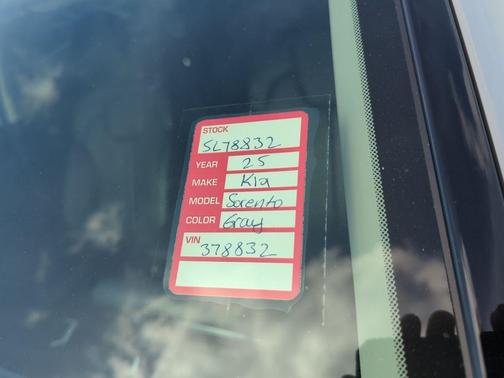 STOCK
SL78832
YEAR 25
MAKE Kia
MODEL Sorento
COLOR Gray
VIN
378832